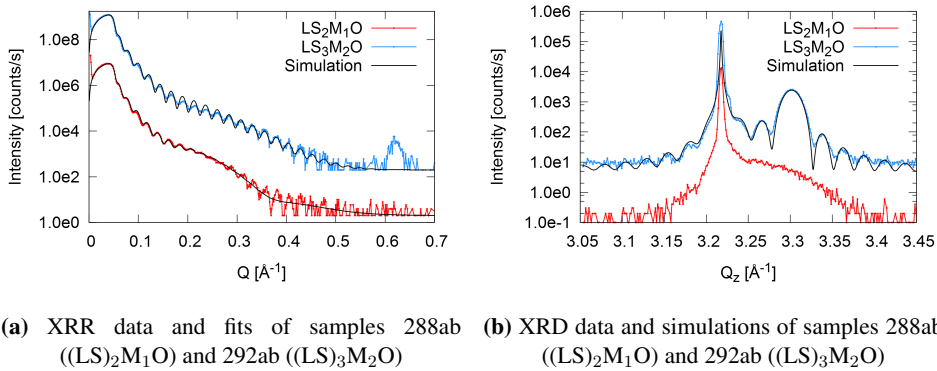 Intensity [counts/s]
1.0e8
1.0e6
1.0e4
1.0e2
1.0e0
LS₂M₁O
LS₃M₂O
Simulation
0 0.1 0.2 0.3 0.4 0.5 0.6 0.7
Q [Å⁻¹]
Intensity [counts/s]
1.0e6
1.0e5
1.0e4
1.0e3
1.0e2
1.0e1
1.0e0
1.0e-1
LS₂M₁O
LS₃M₂O
Simulation
3.05 3.1 3.15 3.2 3.25 3.3 3.35 3.4 3.45
Q_z [Å⁻¹]
(a) XRR data and fits of samples 288ab
((LS)₂M₁O) and 292ab ((LS)₃M₂O)
(b) XRD data and simulations of samples 288ab
((LS)₂M₁O) and 292ab ((LS)₃M₂O)